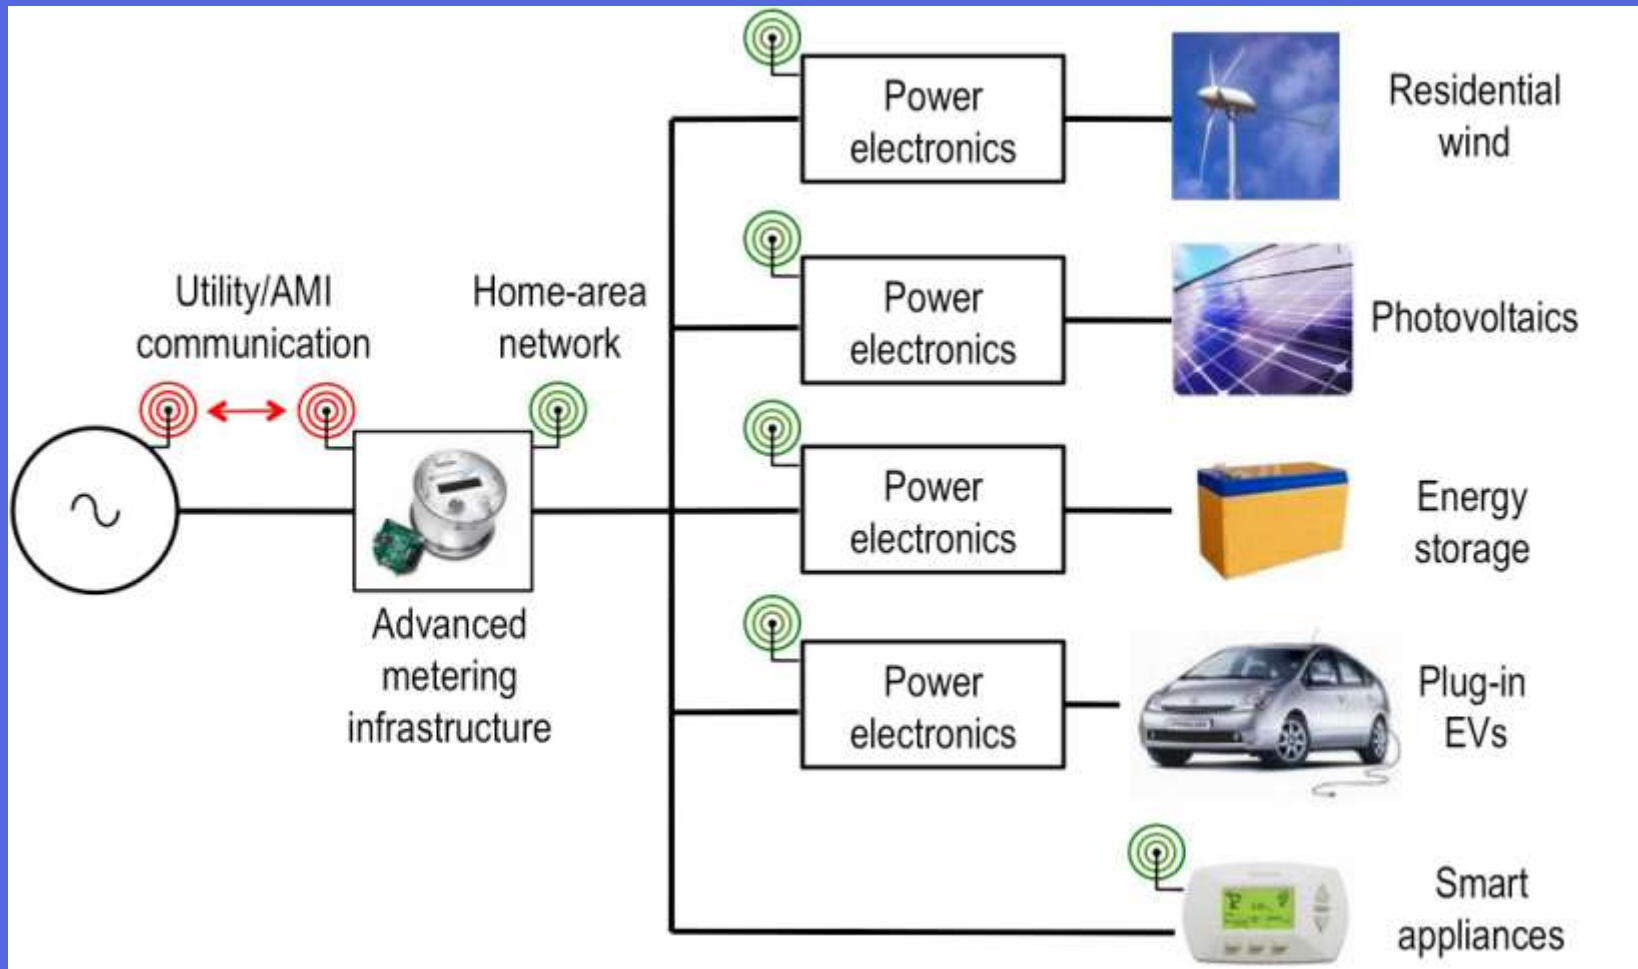 Power
electronics
Residential
wind
Utility/AMI
communication
Home-area
network
Power
electronics
Photovoltaics
Power
electronics
Energy
storage
Advanced
metering
infrastructure
Power
electronics
Plug-in
EVs
Smart
appliances